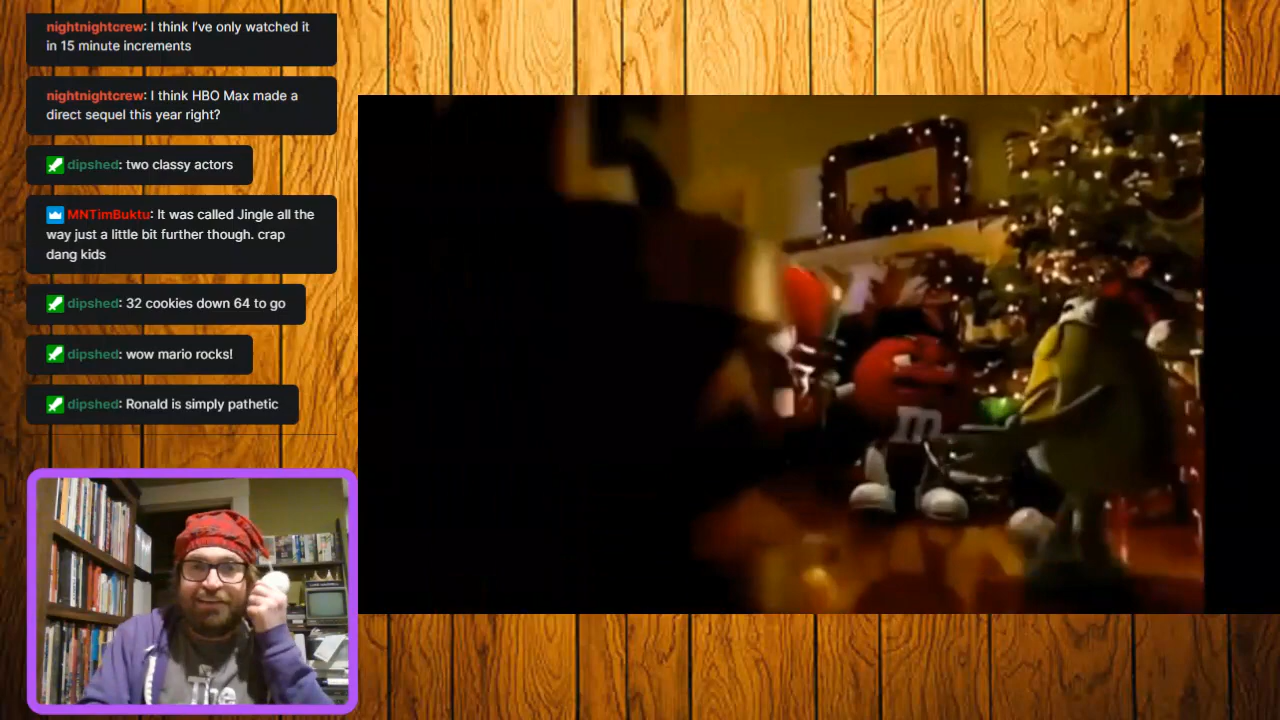 nightnightcrew: I think I've only watched it
in 15 minute increments
nightnightcrew: I think HBO Max made a
direct sequel this year right?
dipshed: two classy actors
MNTimBuktu: It was called Jingle all the
way just a little bit further though. crap
dang kids
dipshed: 32 cookies down 64 to go
dipshed: wow mario rocks!
dipshed: Ronald is simply pathetic
m